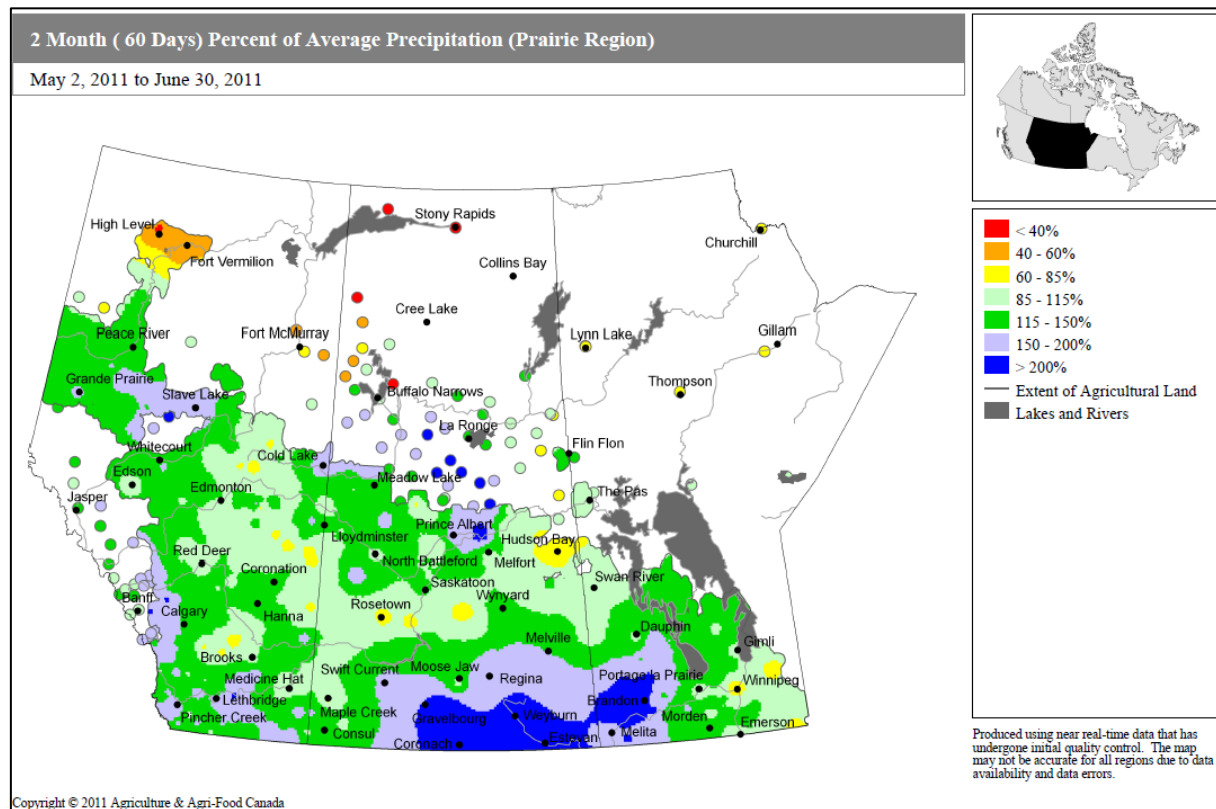 2 Month ( 60 Days) Percent of Average Precipitation (Prairie Region)
May 2, 2011 to June 30, 2011
High Level
Fort Vermilion
Stony Rapids
Churchill
Collins Bay
Cree Lake
Peace River
Fort McMurray
Lynn Lake
Gillam
Grande Prairie
Slave Lake
Buffalo Narrows
Thompson
La Ronge
Whitecourt
Cold Lake
Flin Flon
Edson
Meadow Lake
Jasper
Edmonton
The Pas
Prince Albert
Lloydminster
Hudson Bay
Red Deer
North Battleford
Melfort
Coronation
Saskatoon
Swan River
Banff
Calgary
Hanna
Rosetown
Wynyard
Dauphin
Brooks
Melville
Gimli
Medicine Hat
Swift Current
Moose Jaw
Regina
Portage la Prairie
Winnipeg
Lethbridge
Pincher Creek
Maple Creek
Gravelbourg
Weyburn
Brandon
Morden
Emerson
Consul
Coronach
Estevan
Melita
< 40%
40 - 60%
60 - 85%
85 - 115%
115 - 150%
150 - 200%
> 200%
Extent of Agricultural Land
Lakes and Rivers
Produced using near real-time data that has
undergone initial quality control. The map
may not be accurate for all regions due to data
availability and data errors.
Copyright © 2011 Agriculture & Agri-Food Canada